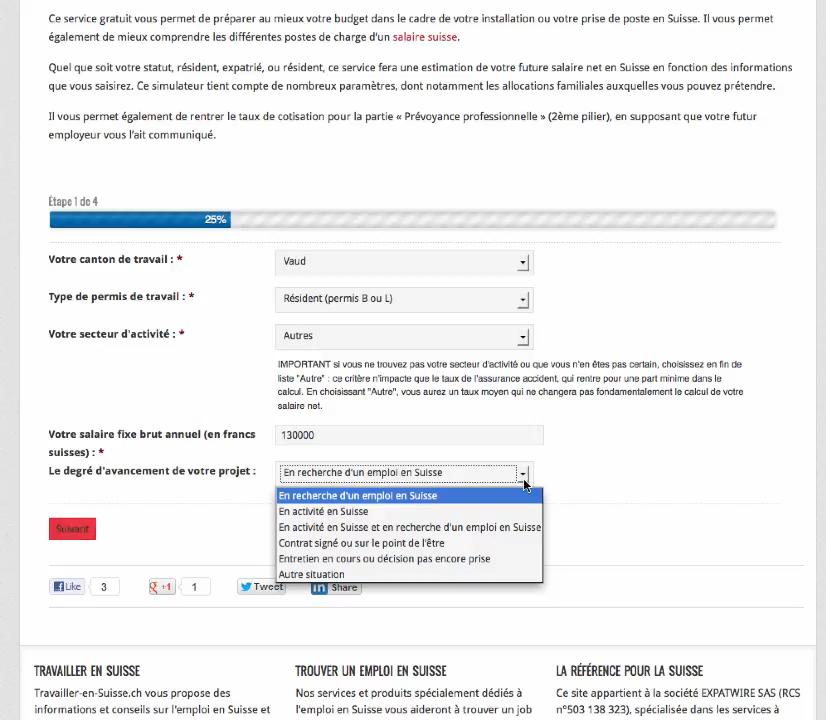 Ce service gratuit vous permet de préparer au mieux votre budget dans le cadre de votre installation ou votre prise de poste en Suisse. Il vous permet
également de mieux comprendre les différentes postes de charge d'un salaire suisse.
Quel que soit votre statut, résident, expatrié, ou résident, ce service fera une estimation de votre future salaire net en Suisse en fonction des informations
que vous saisirez. Ce simulateur tient compte de nombreux paramètres, dont notamment les allocations familiales auxquelles vous pouvez prétendre.
Il vous permet également de rentrer le taux de cotisation pour la partie « Prévoyance professionnelle » (2ème pilier), en supposant que votre futur
employeur vous l'ait communiqué.
Étape 1 de 4
25%
Votre canton de travail : * Vaud
Type de permis de travail : * Résident (permis B ou L)
Votre secteur d'activité : * Autres
IMPORTANT si vous ne trouvez pas votre secteur d'activité ou que vous n'en êtes pas certain, choisissez en fin de
liste "Autre" : ce critère n'impacte que le taux de l'assurance accident, qui rentre pour une part minime dans le
calcul. En choisissant "Autre", vous aurez un taux moyen qui ne changera pas fondamentalement le calcul de votre
salaire net.
Votre salaire fixe brut annuel (en francs
suisses) : *
130000
Le degré d'avancement de votre projet : En recherche d'un emploi en Suisse
En recherche d'un emploi en Suisse
En activité en Suisse
En activité en Suisse et en recherche d'un emploi en Suisse
Contrat signé ou sur le point de l'être
Entretien en cours ou décision pas encore prise
Autre situation
Suivant
Like 3 +1 1 Tweet in Share
TRAVAILLER EN SUISSE
Travailler-en-Suisse.ch vous propose des
informations et conseils sur l'emploi en Suisse et
TROUVER UN EMPLOI EN SUISSE
Nos services et produits spécialement dédiés à
l'emploi en Suisse vous aideront à trouver un job
LA RÉFÉRENCE POUR LA SUISSE
Ce site appartient à la société EXPATWIRE SAS (RCS
n°503 138 323), spécialisée dans les services à